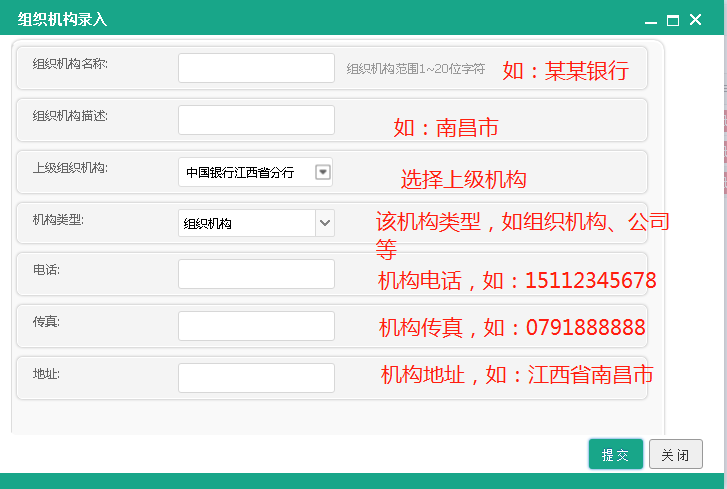 组织机构录入
组织机构名称: 组织机构范围1~20位字符 如：某某银行
组织机构描述: 如：南昌市
上级组织机构: 中国银行江西省分行 选择上级机构
机构类型: 组织机构 该机构类型，如组织机构、公司
等
电话: 机构电话，如：15112345678
传真: 机构传真，如：0791888888
地址: 机构地址，如：江西省南昌市
提交 关闭